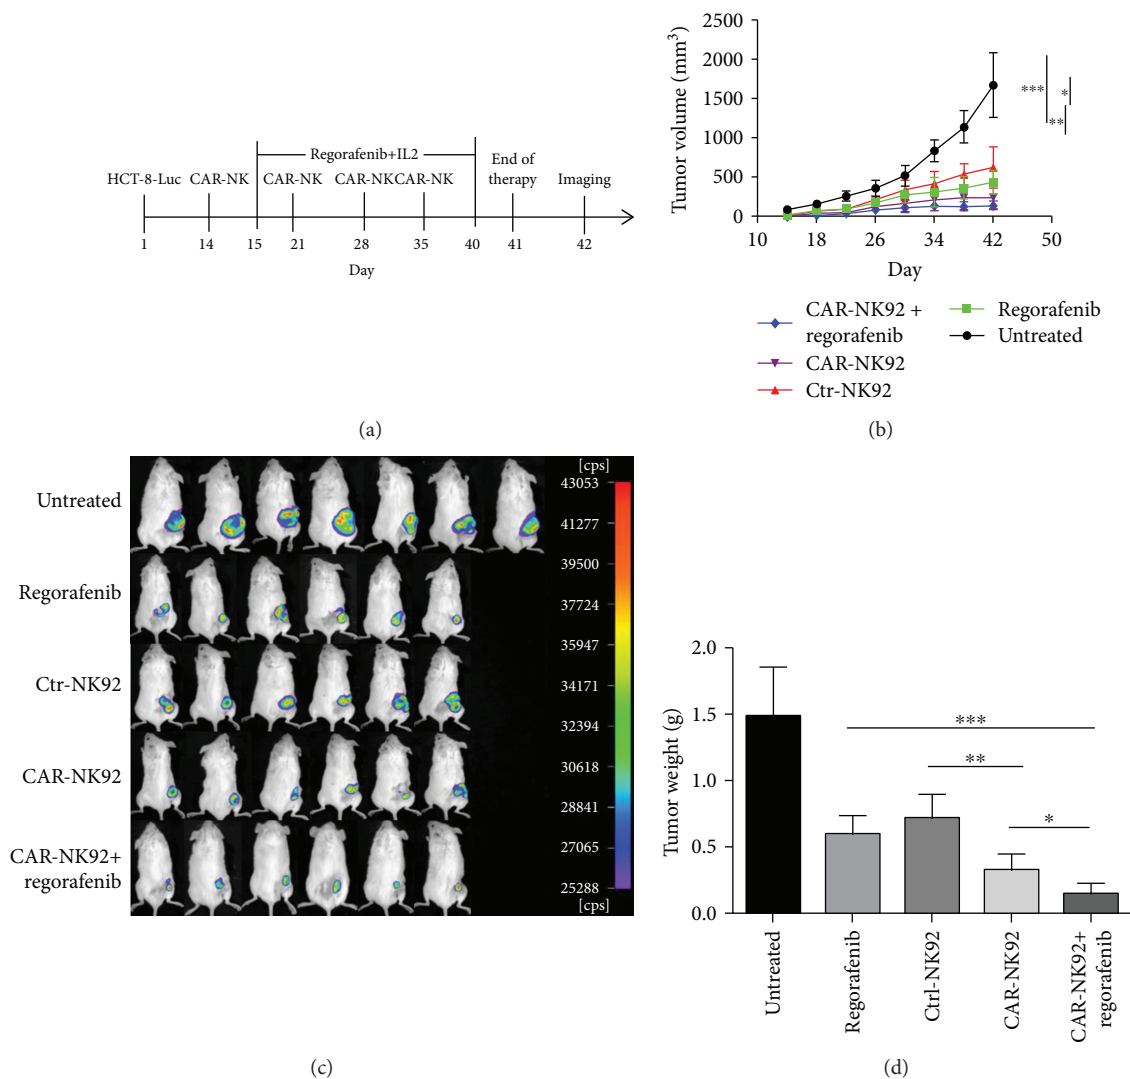 Regorafenib+IL2
HCT-8-Luc CAR-NK CAR-NK CAR-NK CAR-NK
End of
therapy
Imaging
1 14 15 21 28 35 40 41 42
Day
(a)
Tumor volume (mm³)
2500
2000
1500
1000
500
0
10 18 26 34 42 50
Day
***
*
**
CAR-NK92 +
regorafenib
CAR-NK92
Ctr-NK92
Regorafenib
Untreated
(b)
Untreated
Regorafenib
Ctr-NK92
CAR-NK92
CAR-NK92+
regorafenib
[cps]
43053
41277
39500
37724
35947
34171
32394
30618
28841
27065
25288
[cps]
(c)
Tumor weight (g)
2.0
1.5
1.0
0.5
0.0
***
**
*
Untreated
Regorafenib
Ctrl-NK92
CAR-NK92
CAR-NK92+
regorafenib
(d)